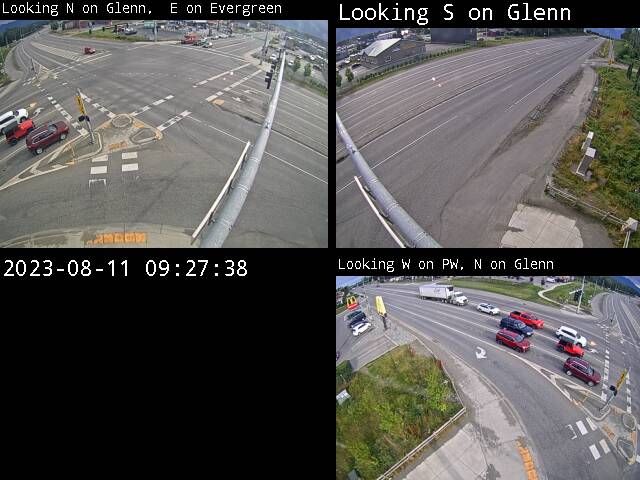 Looking N on Glenn,  E on Evergreen
Looking S on Glenn
2023-08-11 09:27:38
Looking W on PW, N on Glenn